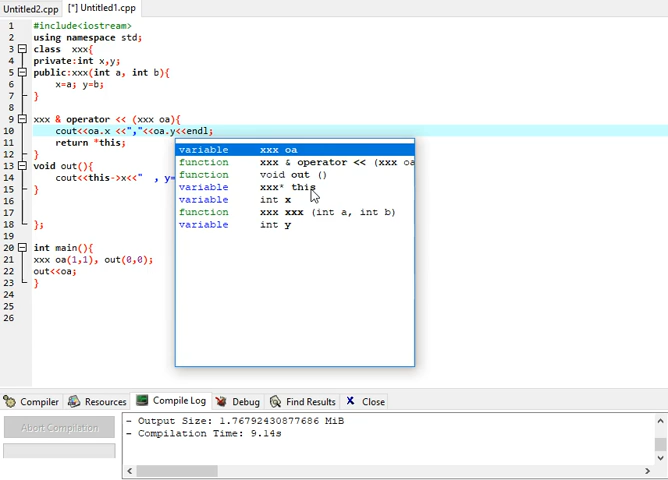 Untitled2.cpp [*] Untitled1.cpp
1 #include<iostream>
2 using namespace std;
3 class xxx{
4 private:int x,y;
5 public:xxx(int a, int b){
6 x=a; y=b;
7 }
8
9 xxx & operator << (xxx oa){
10 cout<<oa.x <<","<<oa.y<<endl;
11 return *this;
12 }
13 void out(){
14 cout<<this->x<<" , y=
15 }
16
17
18 };
19
20 int main(){
21 xxx oa(1,1), out(0,0);
22 out<<oa;
23 }
24
25
26
variable xxx oa
function xxx & operator << (xxx oa
function void out ()
variable xxx* this
variable int x
function xxx xxx (int a, int b)
variable int y
Compiler Resources Compile Log Debug Find Results Close
Abort Compilation
- Output Size: 1.76792430877686 MiB
- Compilation Time: 9.14s